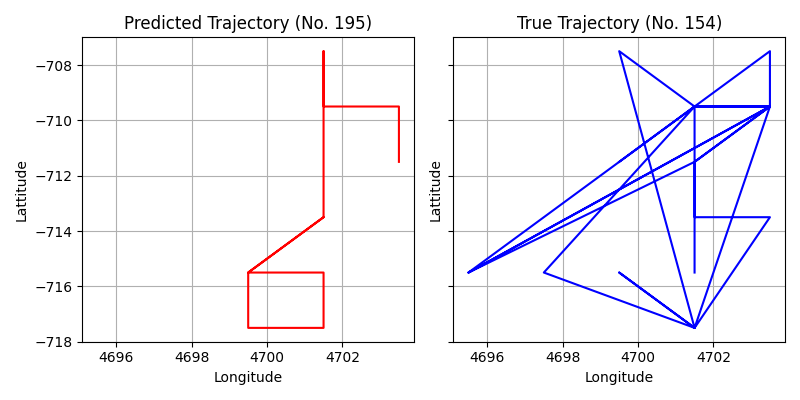 Predicted Trajectory (No. 195)
True Trajectory (No. 154)
Lattitude
−708
−710
−712
−714
−716
−718
4696 4698 4700 4702
Longitude
Lattitude
4696 4698 4700 4702
Longitude